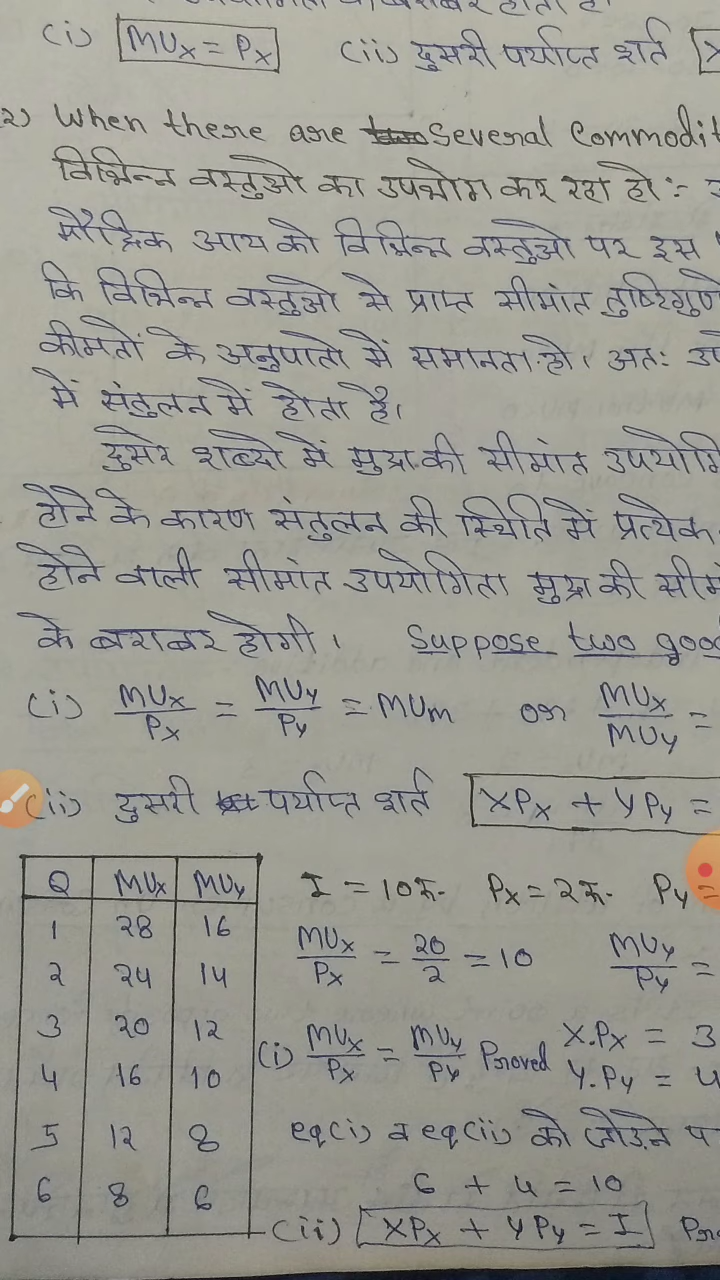 (i) MUx = Px (ii) दुसरी पर्याप्त शर्त
२) When there are Several Commodit
विभिन्न वस्तुओ का उपभोग कर रहा हो :-
मौद्रिक आय को विभिन्न वस्तुओ पर इस
कि विभिन्न वस्तुओ से प्राप्त सीमांत तुष्टिगुणो
कीमतों के अनुपातो में समानता हो। अतः उप
में संतुलन में होता है।
दुसरे शब्दो में मुद्रा की सीमांत उपयोगि
होने के कारण संतुलन की स्थिति में प्रत्येक
होने वाली सीमांत उपयोगिता मुद्रा की सीमां
के बराबर होगी। Suppose two good
(i) MUx/Px = MUy/Py = MUm or MUx/MUy =
(ii) दुसरी पर्याप्त शर्त XPx + YPy =
Q MUx MUy
1 28 16
2 24 14
3 20 12
4 16 10
5 12 8
6 8 6
I = 10रू. Px = 2रू. Py =
MUx/Px = 20/2 = 10 MUy/Py =
(i) MUx/Px = MUy/Py Proved
X.Px = 3
Y.Py = 4
eq(i) व eq(ii) को जोड़ने प
6 + 4 = 10
(ii) XPx + YPy = I Pro